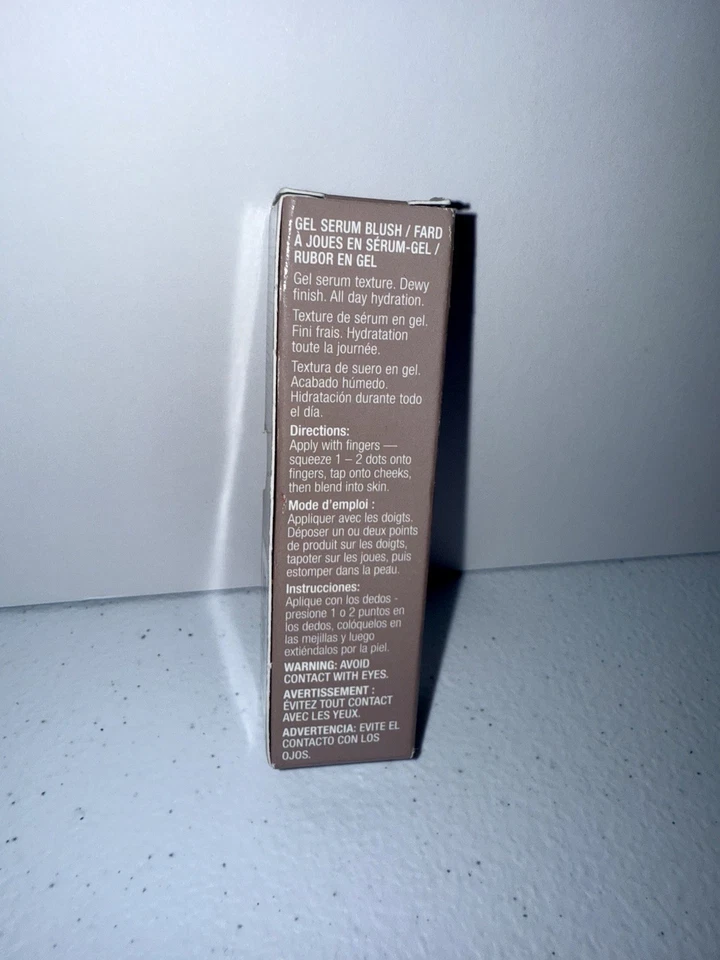 GEL SERUM BLUSH / FARD
À JOUES EN SÉRUM-GEL /
RUBOR EN GEL
Gel serum texture. Dewy
finish. All day hydration.
Texture de sérum en gel.
Fini frais. Hydratation
toute la journée.
Textura de suero en gel.
Acabado húmedo.
Hidratación durante todo
el día.
Directions:
Apply with fingers —
squeeze 1 – 2 dots onto
fingers, tap onto cheeks,
then blend into skin.
Mode d'emploi :
Appliquer avec les doigts.
Déposer un ou deux points
de produit sur les doigts,
tapoter sur les joues, puis
estomper dans la peau.
Instrucciones:
Aplique con los dedos -
presione 1 o 2 puntos en
los dedos, colóquelos en
las mejillas y luego
extiéndalos por la piel.
WARNING: AVOID
CONTACT WITH EYES.
AVERTISSEMENT :
ÉVITEZ TOUT CONTACT
AVEC LES YEUX.
ADVERTENCIA: EVITE EL
CONTACTO CON LOS
OJOS.